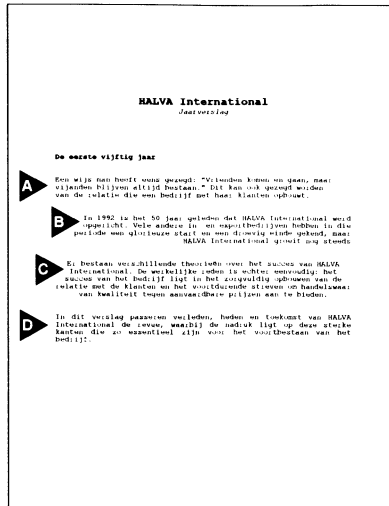 HALVA International
Jaarverslag
De eerste vijftig jaar
A
Een wijs man heeft eens gezegd: "Vrienden komen en gaan, maar
vijanden blijven altijd bestaan." Dit kan ook gezegd worden
van de relatie die een bedrijf met haar klanten opbouwt.
B
In 1992 is het 50 jaar geleden dat HALVA International werd
opgericht. Vele andere in- en exportbedrijven hebben in die
periode een glorieuze start en een droevig einde gekend, maar
HALVA International groeit nog steeds
C
Er bestaan verschillende theorieën over het succes van HALVA
International. De werkelijke reden is echter eenvoudig: het
succes van het bedrijf ligt in het zorgvuldig opbouwen van de
relatie met de klanten en het voortdurende streven om handelswaar
van kwaliteit tegen aanvaardbare prijzen aan te bieden.
D
In dit verslag passeren verleden, heden en toekomst van HALVA
International de revue, waarbij de nadruk ligt op deze sterke
kanten die zo essentieel zijn voor het voortbestaan van het
bedrijf.